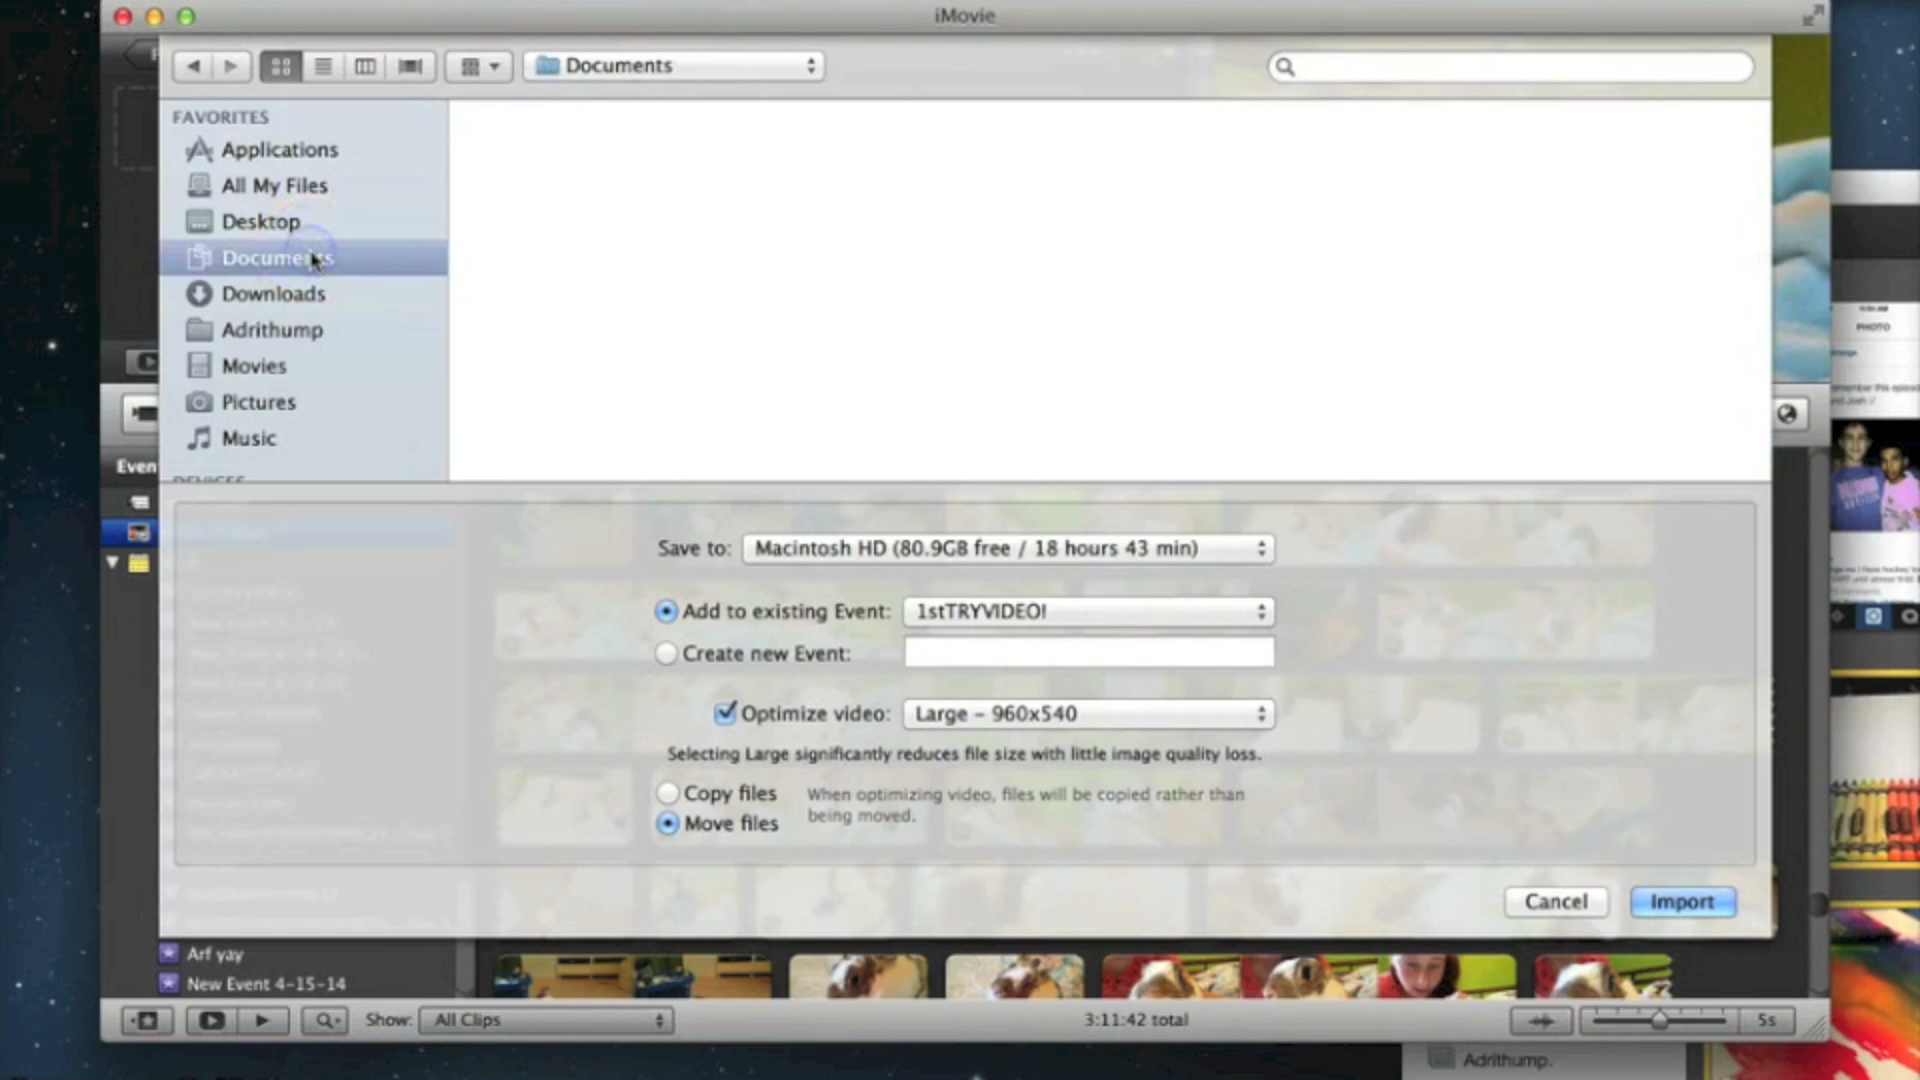 iMovie
Documents
FAVORITES
Applications
All My Files
Desktop
Documents
Downloads
Adrithump
Movies
Pictures
Music
DEVICES
Even
Save to: Macintosh HD (80.9GB free / 18 hours 43 min)
Add to existing Event: 1stTRYVIDEO!
Create new Event:
Optimize video: Large - 960x540
Selecting Large significantly reduces file size with little image quality loss.
Copy files
Move files
When optimizing video, files will be copied rather than
being moved.
Cancel
Import
Arf yay
New Event 4-15-14
Show: All Clips
3:11:42 total
5s
PHOTO
Adrithump.